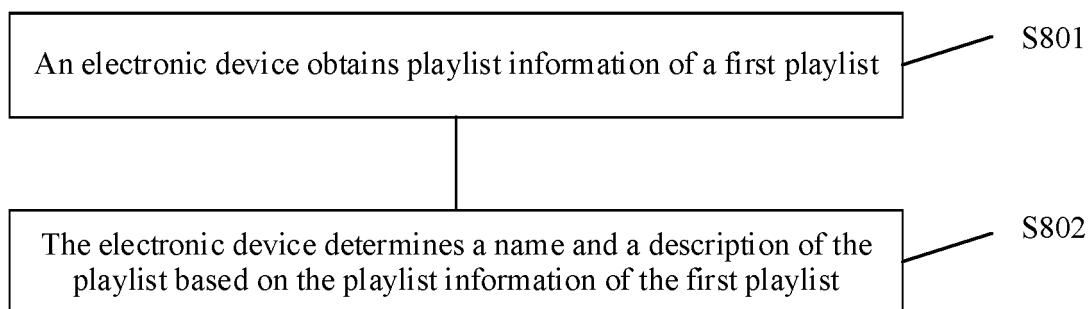 S801
An electronic device obtains playlist information of a first playlist
S802
The electronic device determines a name and a description of the
playlist based on the playlist information of the first playlist